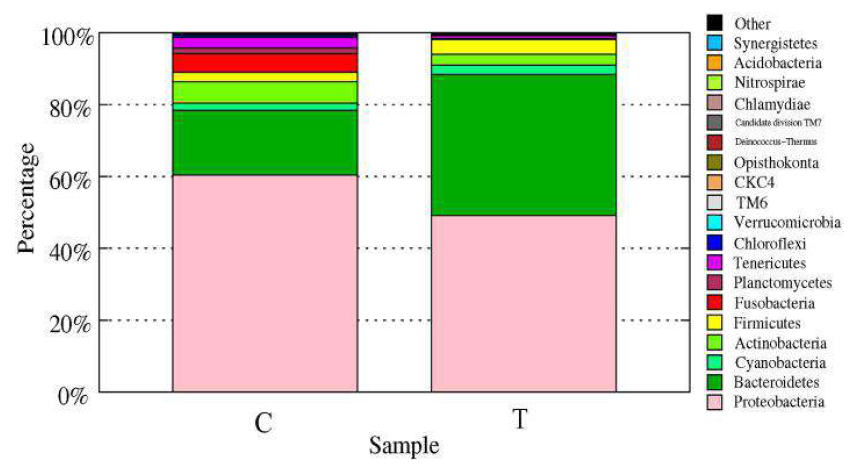 100%
80%
60%
40%
20%
0%
Percentage
C
T
Sample
Other
Synergistetes
Acidobacteria
Nitrospirae
Chlamydiae
Candidate division TM7
Deinococcus-Thermus
Opisthokonta
CKC4
TM6
Verrucomicrobia
Chloroflexi
Tenericutes
Planctomycetes
Fusobacteria
Firmicutes
Actinobacteria
Cyanobacteria
Bacteroidetes
Proteobacteria